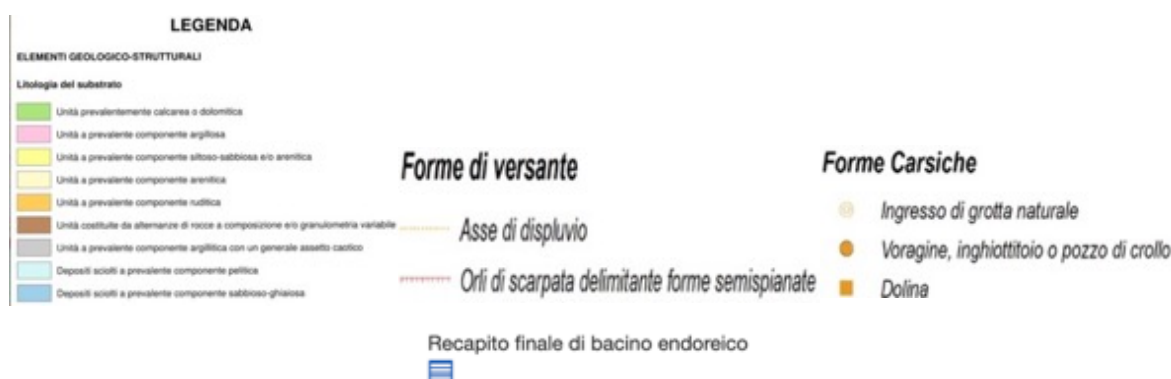 LEGENDA
ELEMENTI GEOLOGICO-STRUTTURALI
Litologia del substrato
Unità prevalentemente calcarea o dolomitica
Unità a prevalente componente argillosa
Unità a prevalente componente siltoso-sabbiosa e/o arenitica
Unità a prevalente componente arenitica
Unità a prevalente componente ruditica
Unità costituite da alternanze di rocce a composizione e/o granulometria variabile
Unità a prevalente componente argillitica con un generale assetto caotico
Depositi sciolti a prevalente componente pelitica
Depositi sciolti a prevalente componente sabbioso-ghiaiosa
Forme di versante
Asse di displuvio
Orli di scarpata delimitante forme semispianate
Forme Carsiche
Ingresso di grotta naturale
Voragine, inghiottitoio o pozzo di crollo
Dolina
Recapito finale di bacino endoreico